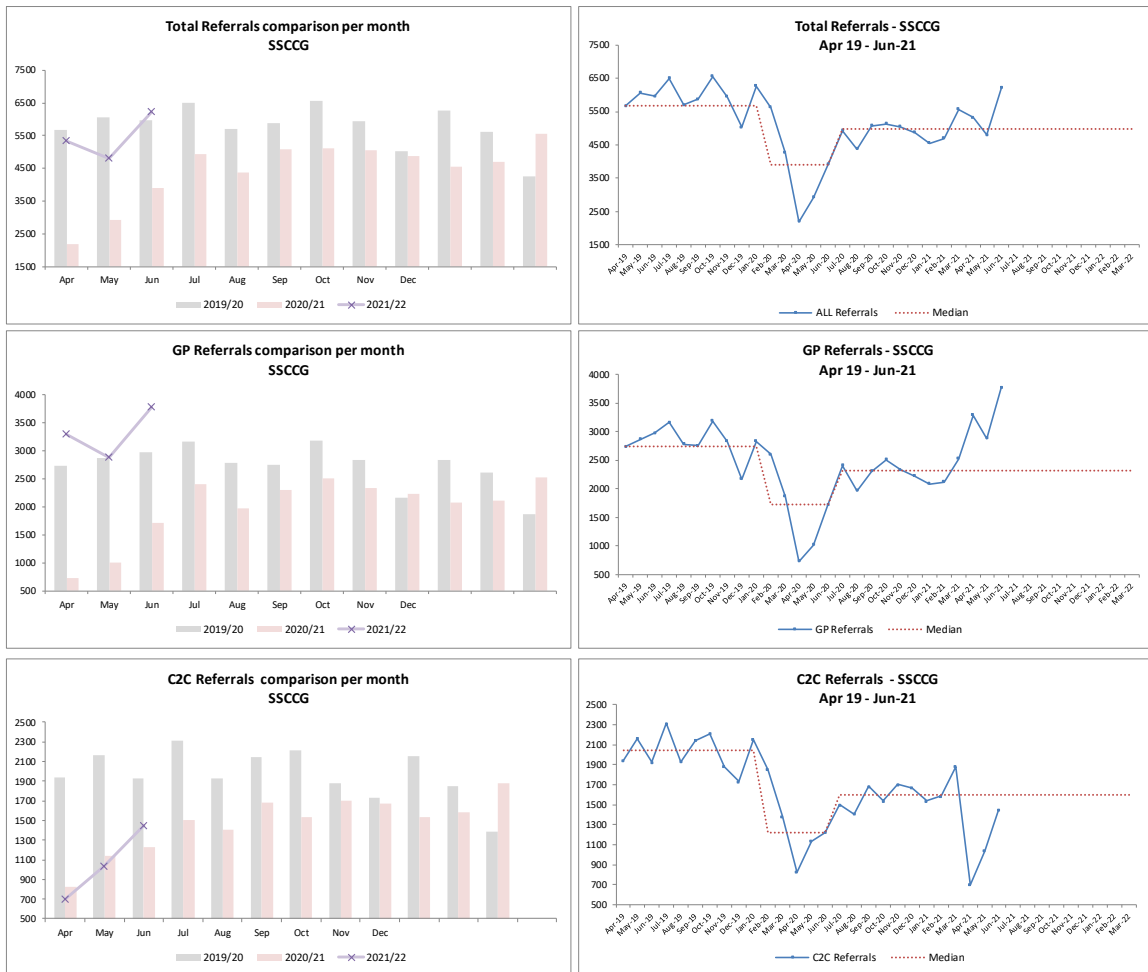 Total Referrals comparison per month
SSCCG
7500
6500
5500
4500
3500
2500
1500
Apr May Jun Jul Aug Sep Oct Nov Dec
2019/20 2020/21 2021/22
Total Referrals - SSCCG
Apr 19 - Jun-21
7500
6500
5500
4500
3500
2500
1500
Apr-19 May-19 Jun-19 Jul-19 Aug-19 Sep-19 Oct-19 Nov-19 Dec-19 Jan-20 Feb-20 Mar-20 Apr-20 May-20 Jun-20 Jul-20 Aug-20 Sep-20 Oct-20 Nov-20 Dec-20 Jan-21 Feb-21 Mar-21 Apr-21 May-21 Jun-21 Jul-21 Aug-21 Sep-21 Oct-21 Nov-21 Dec-21 Jan-22 Feb-22 Mar-22
ALL Referrals Median
GP Referrals comparison per month
SSCCG
4000
3500
3000
2500
2000
1500
1000
500
Apr May Jun Jul Aug Sep Oct Nov Dec
2019/20 2020/21 2021/22
GP Referrals - SSCCG
Apr 19 - Jun-21
4000
3500
3000
2500
2000
1500
1000
500
Apr-19 May-19 Jun-19 Jul-19 Aug-19 Sep-19 Oct-19 Nov-19 Dec-19 Jan-20 Feb-20 Mar-20 Apr-20 May-20 Jun-20 Jul-20 Aug-20 Sep-20 Oct-20 Nov-20 Dec-20 Jan-21 Feb-21 Mar-21 Apr-21 May-21 Jun-21 Jul-21 Aug-21 Sep-21 Oct-21 Nov-21 Dec-21 Jan-22 Feb-22 Mar-22
GP Referrals Median
C2C Referrals comparison per month
SSCCG
2500
2300
2100
1900
1700
1500
1300
1100
900
700
500
Apr May Jun Jul Aug Sep Oct Nov Dec
2019/20 2020/21 2021/22
C2C Referrals - SSCCG
Apr 19 - Jun-21
2500
2300
2100
1900
1700
1500
1300
1100
900
700
500
Apr-19 May-19 Jun-19 Jul-19 Aug-19 Sep-19 Oct-19 Nov-19 Dec-19 Jan-20 Feb-20 Mar-20 Apr-20 May-20 Jun-20 Jul-20 Aug-20 Sep-20 Oct-20 Nov-20 Dec-20 Jan-21 Feb-21 Mar-21 Apr-21 May-21 Jun-21 Jul-21 Aug-21 Sep-21 Oct-21 Nov-21 Dec-21 Jan-22 Feb-22 Mar-22
C2C Referrals Median